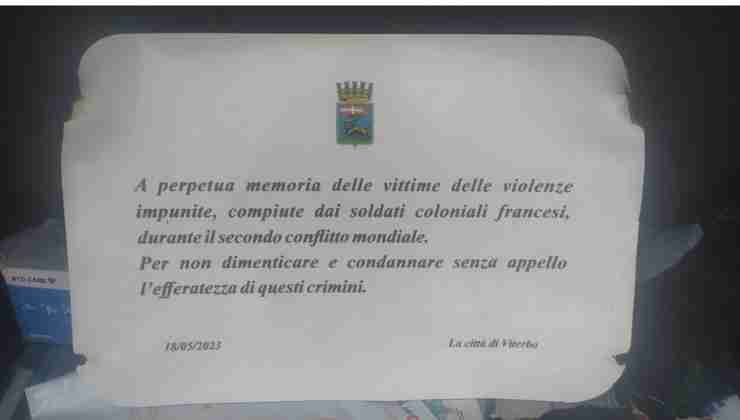 A perpetua memoria delle vittime delle violenze
impunite, compiute dai soldati coloniali francesi,
durante il secondo conflitto mondiale.
Per non dimenticare e condannare senza appello
l'efferatezza di questi crimini.
18/05/2023
La città di Viterbo